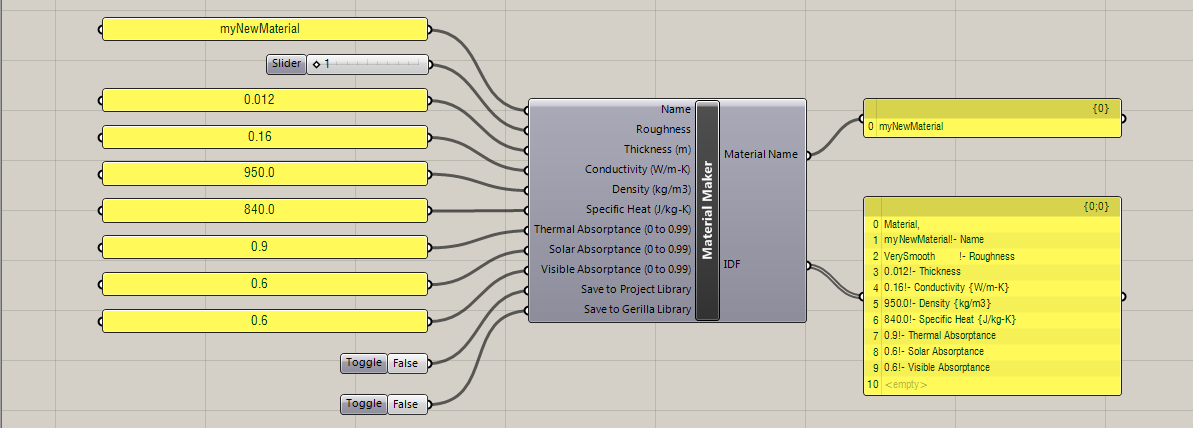 myNewMaterial
Slider
1
0.012
0.16
950.0
840.0
0.9
0.6
0.6
Toggle False
Toggle False
Name
Roughness
Thickness (m)
Conductivity (W/m-K)
Density (kg/m3)
Specific Heat (J/kg-K)
Thermal Absorptance (0 to 0.99)
Solar Absorptance (0 to 0.99)
Visible Absorptance (0 to 0.99)
Save to Project Library
Save to Gerilla Library
Material Maker
Material Name
IDF
{0}
0 myNewMaterial
{0;0}
0 Material,
1 myNewMaterial!- Name
2 VerySmooth !- Roughness
3 0.012!- Thickness
4 0.16!- Conductivity {W/m-K}
5 950.0!- Density {kg/m3}
6 840.0!- Specific Heat {J/kg-K}
7 0.9!- Thermal Absorptance
8 0.6!- Solar Absorptance
9 0.6!- Visible Absorptance
10 <empty>